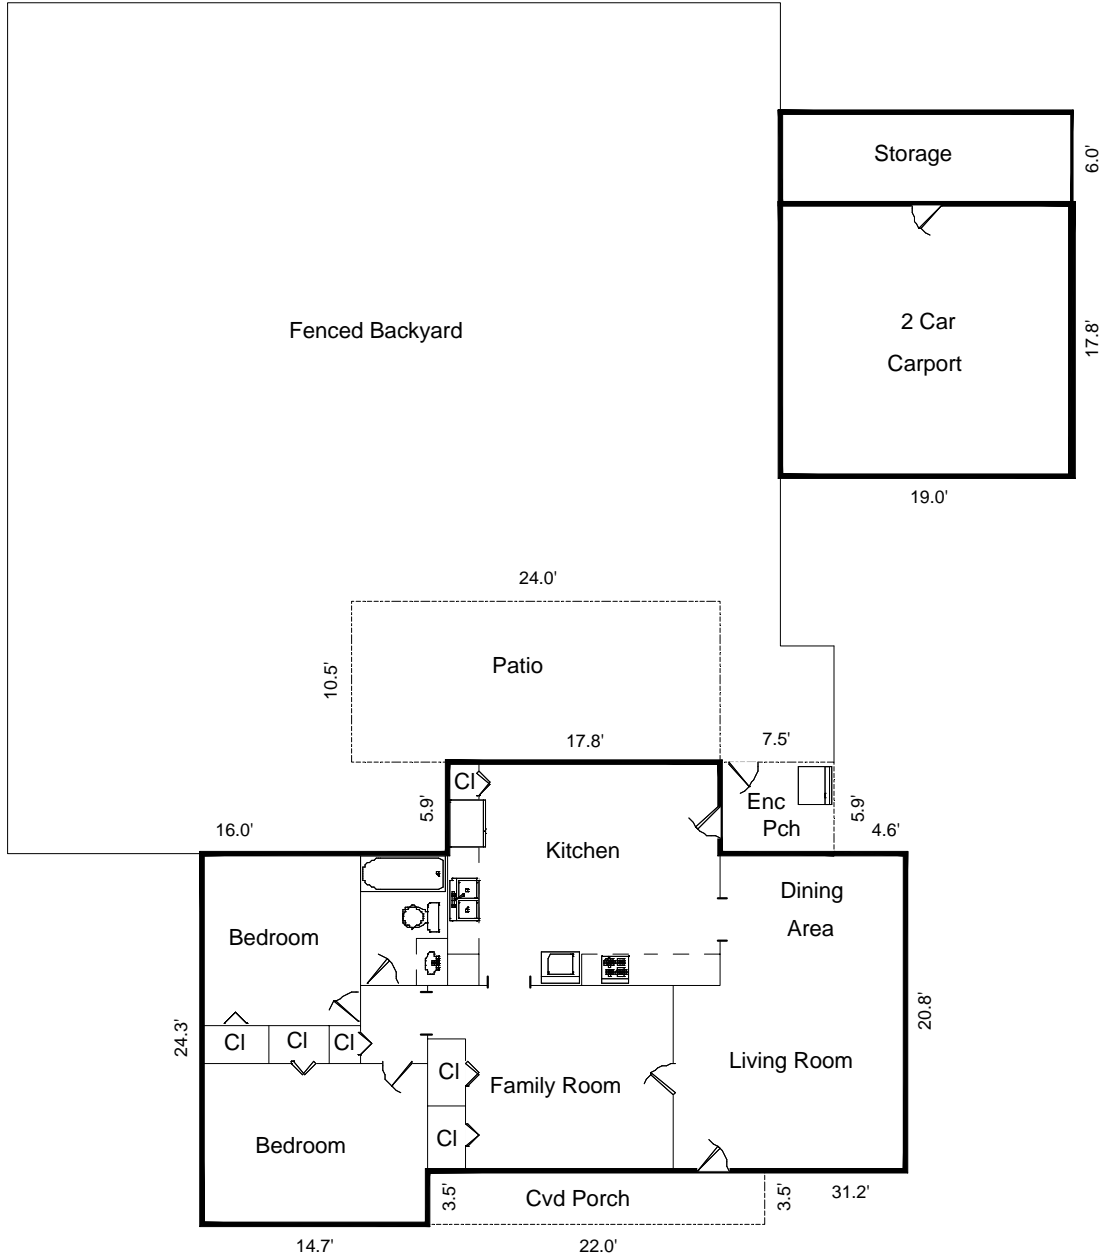 Storage
6.0'
Fenced Backyard
2 Car
Carport
17.8'
19.0'
24.0'
10.5'
Patio
17.8'
7.5'
Cl
5.9'
Enc
Pch
5.9'
16.0'
4.6'
Kitchen
Dining
Area
Bedroom
24.3'
20.8'
Cl
Cl
Cl
Cl
Family Room
Living Room
Bedroom
Cl
3.5'
Cvd Porch
3.5'
31.2'
14.7'
22.0'